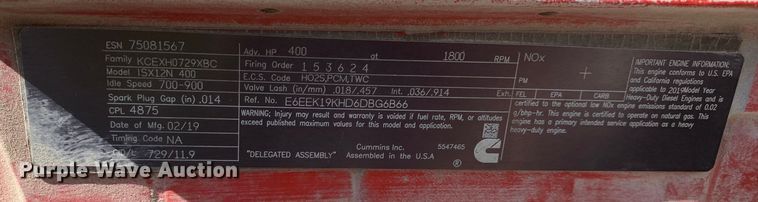 ESN 75081567
Family KCEXH0729XBC
Model ISX12N 400
Idle Speed 700-900
Spark Plug Gap (in) .014
CPL 4875
Date of Mfg 02/19
Timing Code NA
729/11.9
Adv. HP 400 at 1800 RPM
Firing Order 153624
E.C.S. Code HO2S,PCM,TWC
Valve Lash (in/mm) .018/.457 Int. .036/.914 Exh.
Ref. No. E6EEK19KHD6DBG6B66
WARNING; Injury may result and warranty is voided if fuel rate, RPM, or altitudes
exceed published maximum values for this model and application.
"DELEGATED ASSEMBLY"
Cummins Inc.
Assembled in the U.S.A
5547465
®
NOx
PM
FEL EPA CARB
IMPORTANT ENGINE INFORMATION:
This engine conforms to U.S. EPA
and California regulations
applicable to 2019 Model Year
Heavy-Duty Diesel Engines and is
certified to the optional low NOx engine emissions standard of 0.02
g/bhp-hr. This engine is certified to operate on natural gas. This
engine has a primary intended service application as a heavy
heavy-duty engine.
Purple Wave Auction